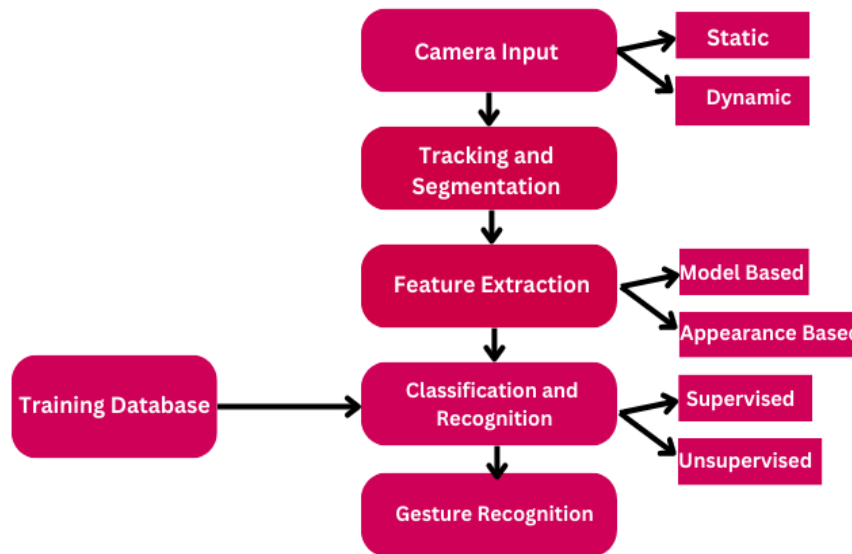 Camera Input
Static
Dynamic
Tracking and
Segmentation
Feature Extraction
Model Based
Appearance Based
Training Database
Classification and
Recognition
Supervised
Unsupervised
Gesture Recognition